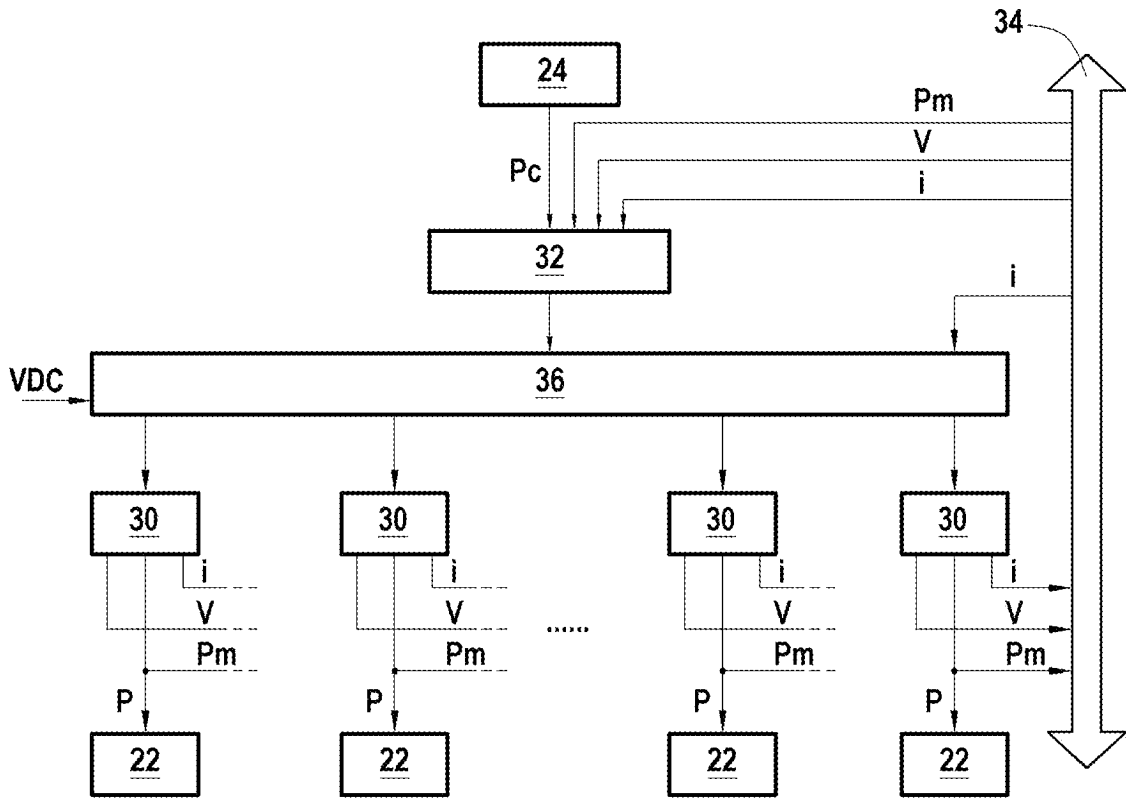 34
24
Pm
V
Pc
i
32
i
VDC
36
30 30 30 30
i i i i
V V V V
.....
Pm Pm Pm Pm
P P P P
22 22 22 22